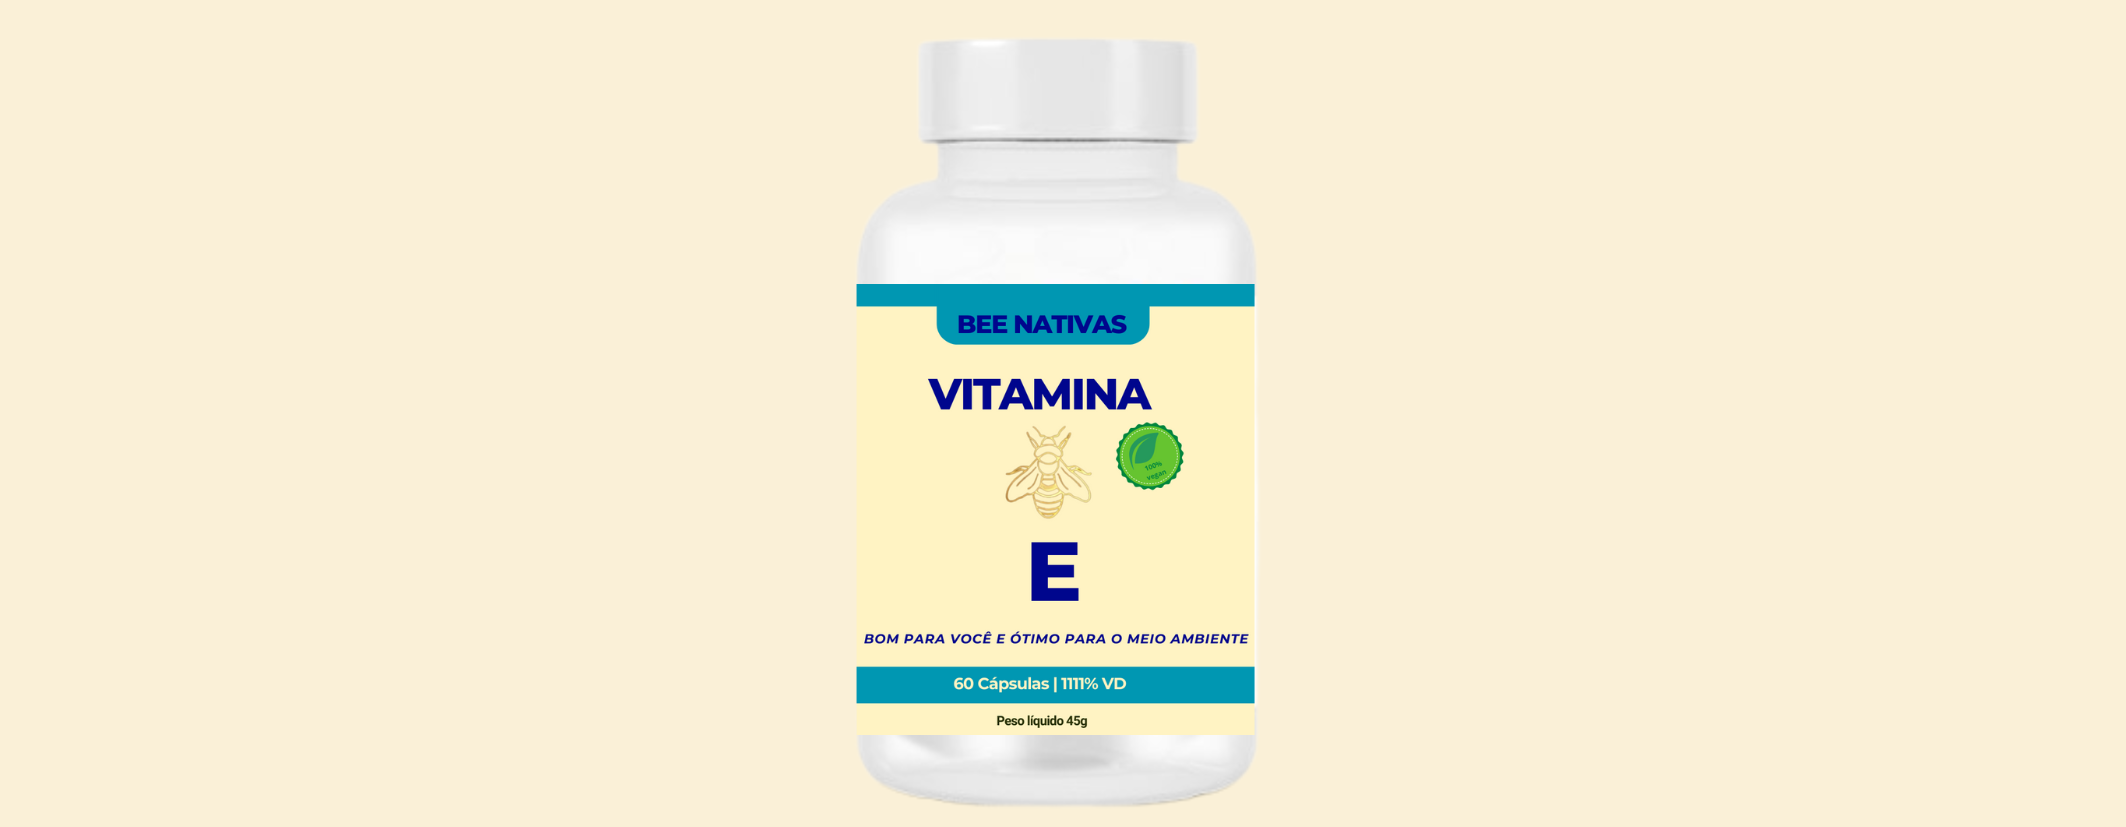 BEE NATIVAS
VITAMINA
100%
vegan
E
BOM PARA VOCÊ E ÓTIMO PARA O MEIO AMBIENTE
60 Cápsulas | 1111% VD
Peso líquido 45g